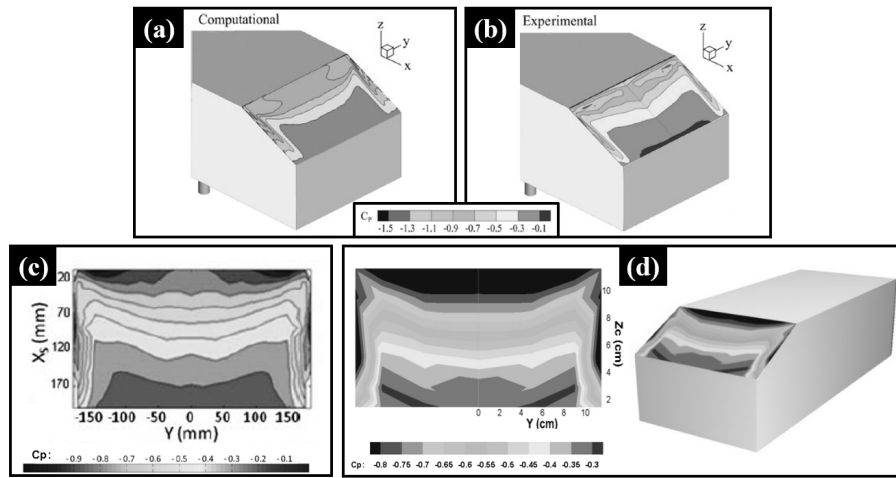 (a) Computational
z
y
x
(b) Experimental
z
y
x
C_P
-1.5 -1.3 -1.1 -0.9 -0.7 -0.5 -0.3 -0.1
(c)
20
70
120
170
X_s (mm)
-150 -100 -50 0 50 100 150
Y (mm)
Cp: -0.9 -0.8 -0.7 -0.6 -0.5 -0.4 -0.3 -0.2 -0.1
(d)
10
8
6
4
2
Zc (cm)
0 2 4 6 8 10
Y (cm)
Cp: -0.8 -0.75 -0.7 -0.65 -0.6 -0.55 -0.5 -0.45 -0.4 -0.35 -0.3